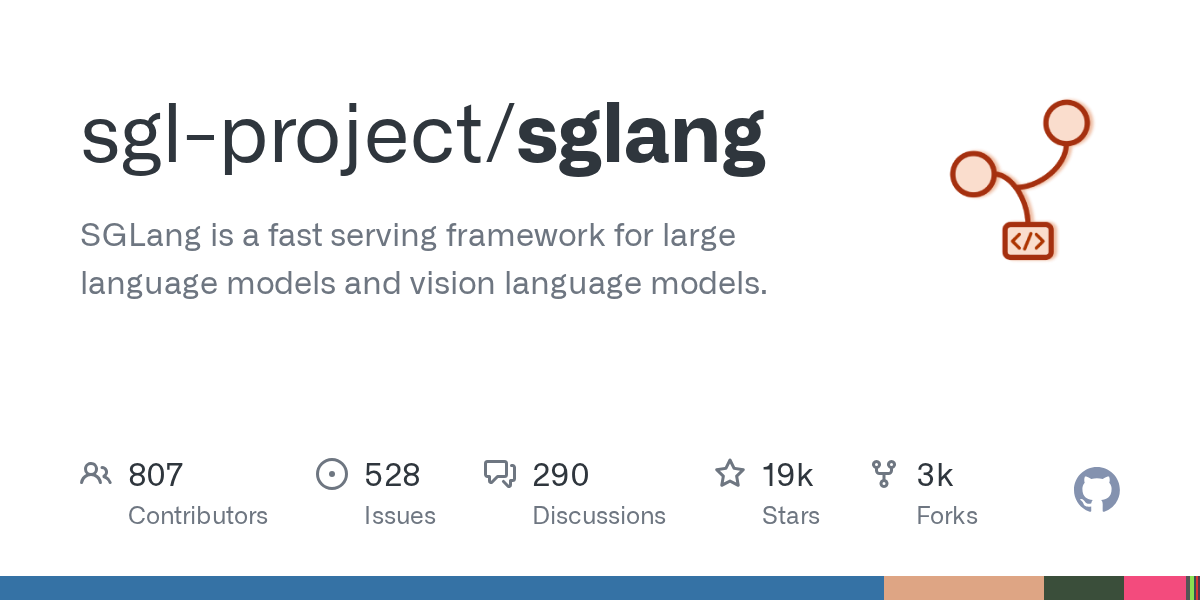 sgl-project/sglang
SGLang is a fast serving framework for large
language models and vision language models.
</>
807 528 290 19k 3k
Contributors Issues Discussions Stars Forks